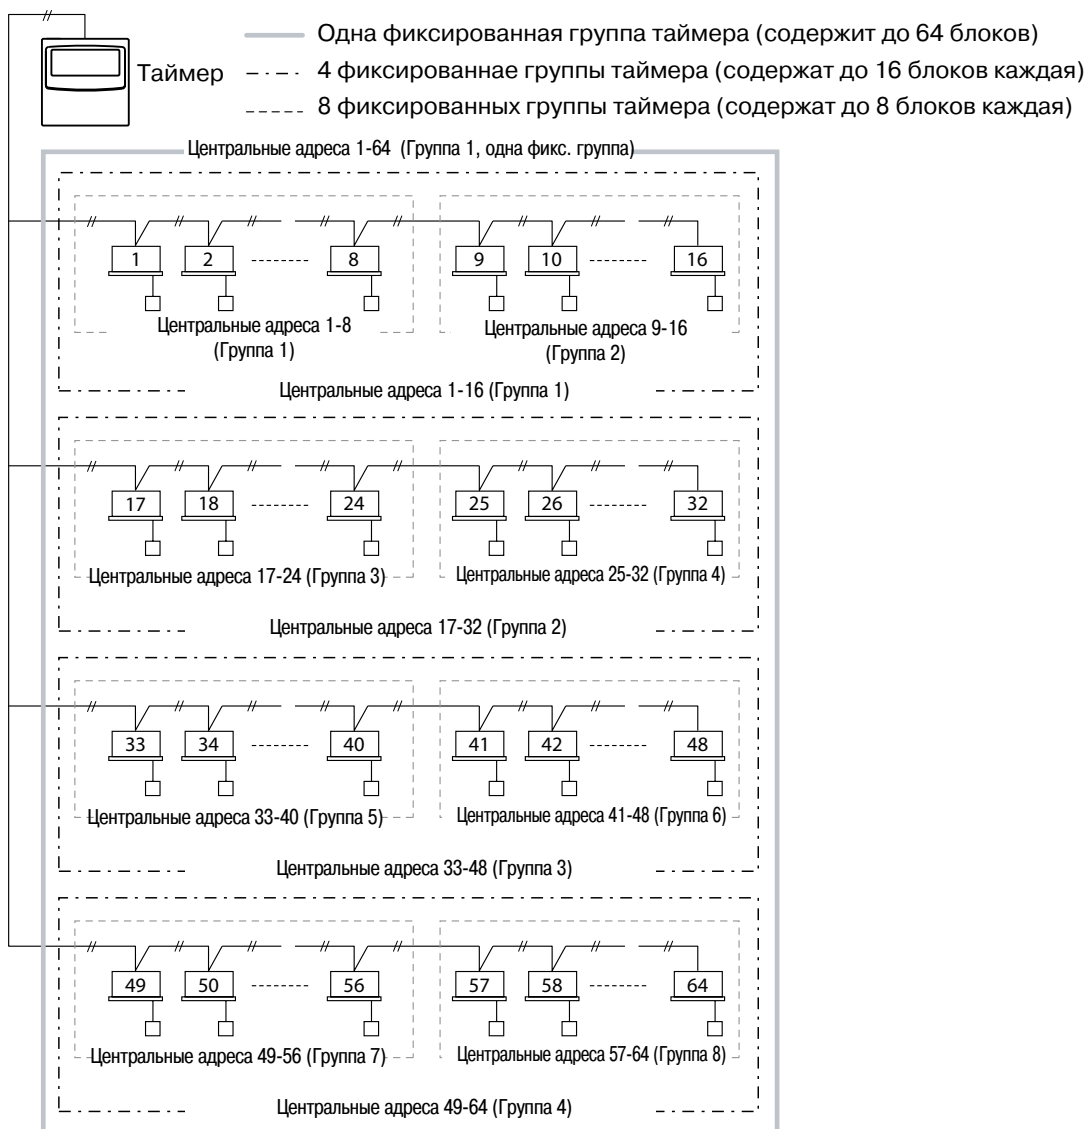 Таймер
Одна фиксированная группа таймера (содержит до 64 блоков)
4 фиксированнае группы таймера (содержат до 16 блоков каждая)
8 фиксированных группы таймера (содержат до 8 блоков каждая)
Центральные адреса 1-64 (Группа 1, одна фикс. группа)
1 2 8 9 10 16
Центральные адреса 1-8
(Группа 1)
Центральные адреса 9-16
(Группа 2)
Центральные адреса 1-16 (Группа 1)
17 18 24 25 26 32
Центральные адреса 17-24 (Группа 3)
Центральные адреса 25-32 (Группа 4)
Центральные адреса 17-32 (Группа 2)
33 34 40 41 42 48
Центральные адреса 33-40 (Группа 5)
Центральные адреса 41-48 (Группа 6)
Центральные адреса 33-48 (Группа 3)
49 50 56 57 58 64
Центральные адреса 49-56 (Группа 7)
Центральные адреса 57-64 (Группа 8)
Центральные адреса 49-64 (Группа 4)